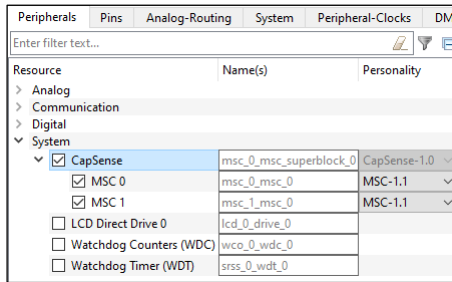 Peripherals Pins Analog-Routing System Peripheral-Clocks DM
Enter filter text...
Resource Name(s) Personality
Analog
Communication
Digital
System
CapSense msc_0_msc_superblock_0 CapSense-1.0
MSC 0 msc_0_msc_0 MSC-1.1
MSC 1 msc_1_msc_0 MSC-1.1
LCD Direct Drive 0 lcd_0_drive_0
Watchdog Counters (WDC) wco_0_wdc_0
Watchdog Timer (WDT) srss_0_wdt_0